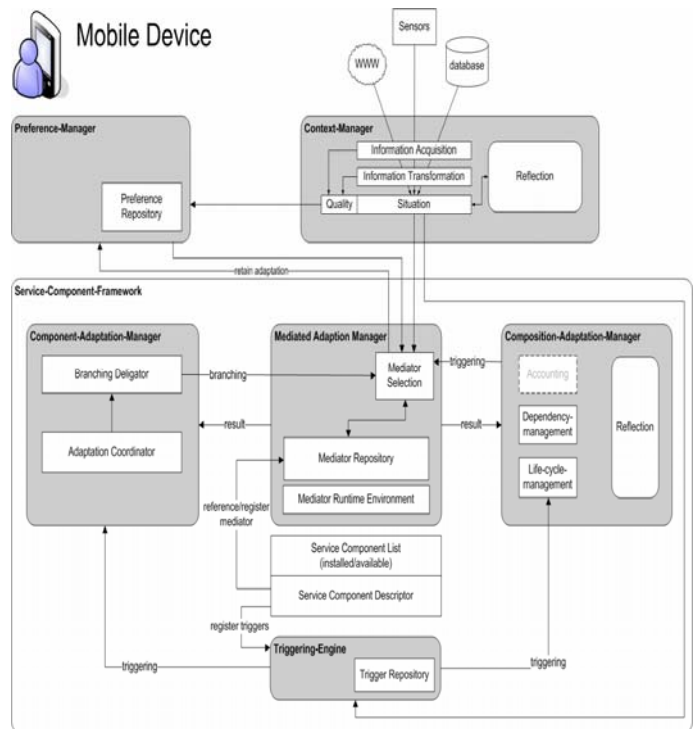 Mobile Device
Sensors
WWW
database
Preference-Manager
Preference
Repository
Context-Manager
Information Acquisition
Information Transformation
Quality
Situation
Reflection
retain adaptation
Service-Component-Framework
Component-Adaptation-Manager
Branching Deligator
Adaptation Coordinator
branching
result
Mediated Adaption Manager
Mediator
Selection
Mediator Repository
Mediator Runtime Environment
triggering
result
Composition-Adaptation-Manager
Accounting
Dependency-
management
Life-cycle-
management
Reflection
reference/register
mediator
Service Component List
(installed/available)
Service Component Descriptor
register triggers
Triggering-Engine
Trigger Repository
triggering
triggering